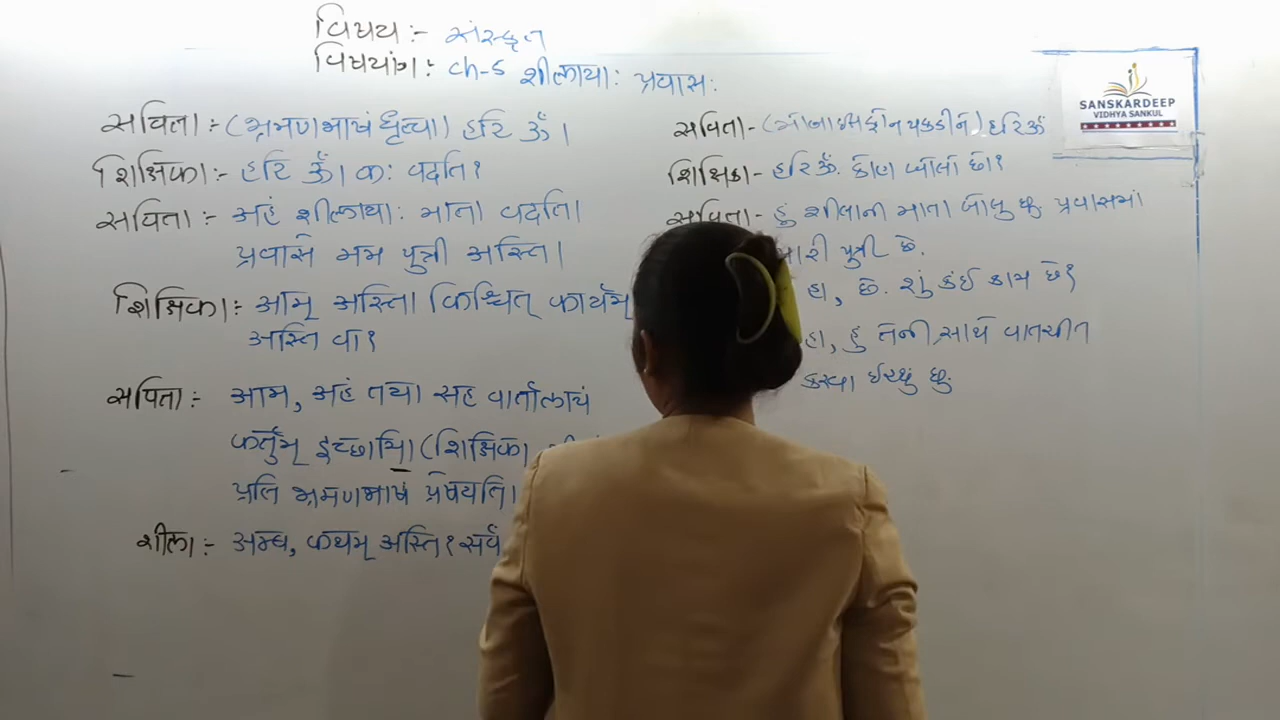 विषय :- संस्कृत
विषयांग : ch-5 शीलायाः प्रवासः
SANSKARDEEP
VIDHYA SANKUL
सविता :- (भ्रमणभाषं धृत्वा) हरि ॐ।
शिक्षिका :- हरि ॐ। कः वदति?
सविता :- अहं शीलायाः माता वदति।
प्रवासे मम पुत्री अस्ति।
शिक्षिका :- आम् अस्ति। किञ्चित् कार्यम्
अस्ति वा?
सविता :- आम, अहं तया सह वार्तालापं
कर्तुम् इच्छामि। (शिक्षिका
प्रति भ्रमणभाषं प्रेषयति।
शीला :- अम्ब, कथम् अस्ति? सर्वं
સવિતા - (મોબાઈલ ફોન પકડીને) હરિ ૐ
શિક્ષિકા - હરિ ૐ. કોણ બોલો છો?
સવિતા - હું શીલાની માતા બોલુ છુ. પ્રવાસમાં
મારી પુત્રી છે.
હા, છે. શું કંઈ કામ છે?
હા, હું તેની સાથે વાતચીત
કરવા ઈચ્છું છુ.